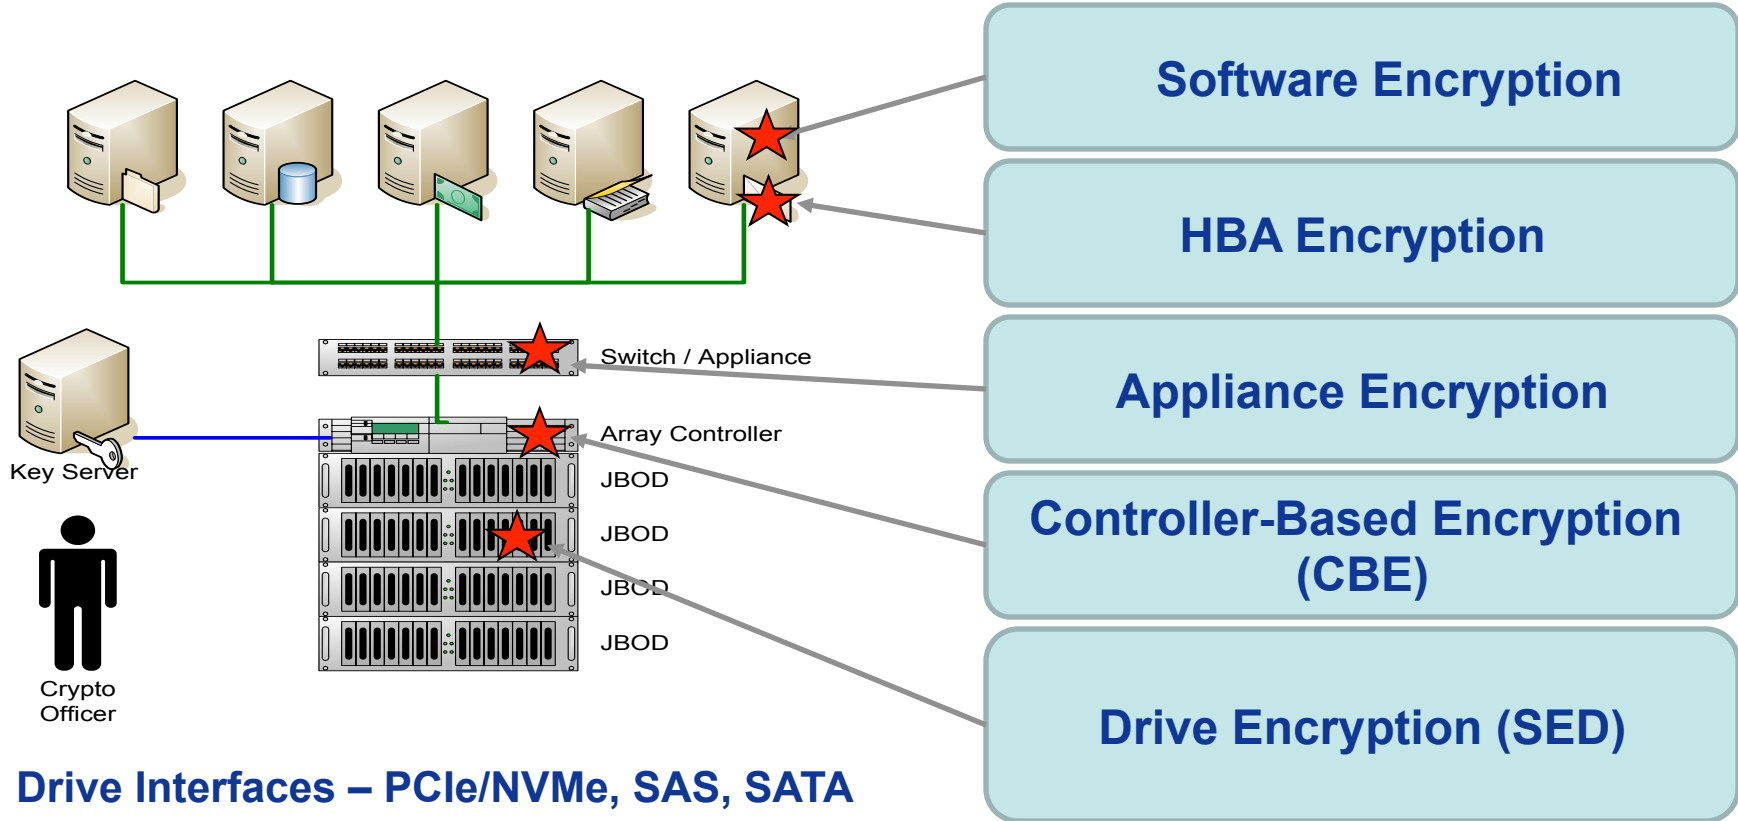 Software Encryption
HBA Encryption
Switch / Appliance
Appliance Encryption
Array Controller
Key Server
JBOD
JBOD
JBOD
JBOD
Controller-Based Encryption
(CBE)
Crypto
Officer
Drive Encryption (SED)
Drive Interfaces – PCIe/NVMe, SAS, SATA